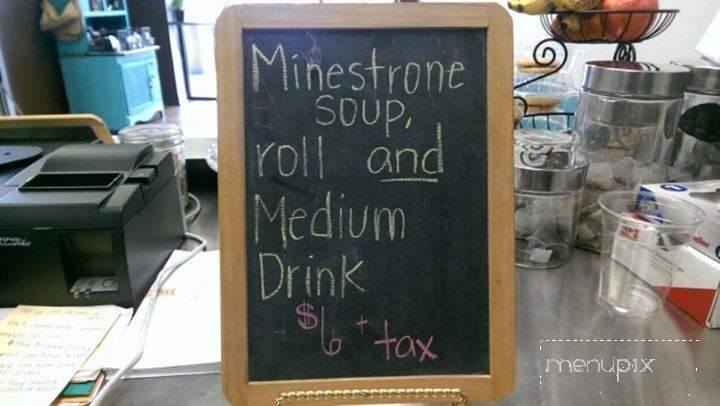 Minestrone
soup,
roll and
Medium
Drink
$6 + tax
menupix